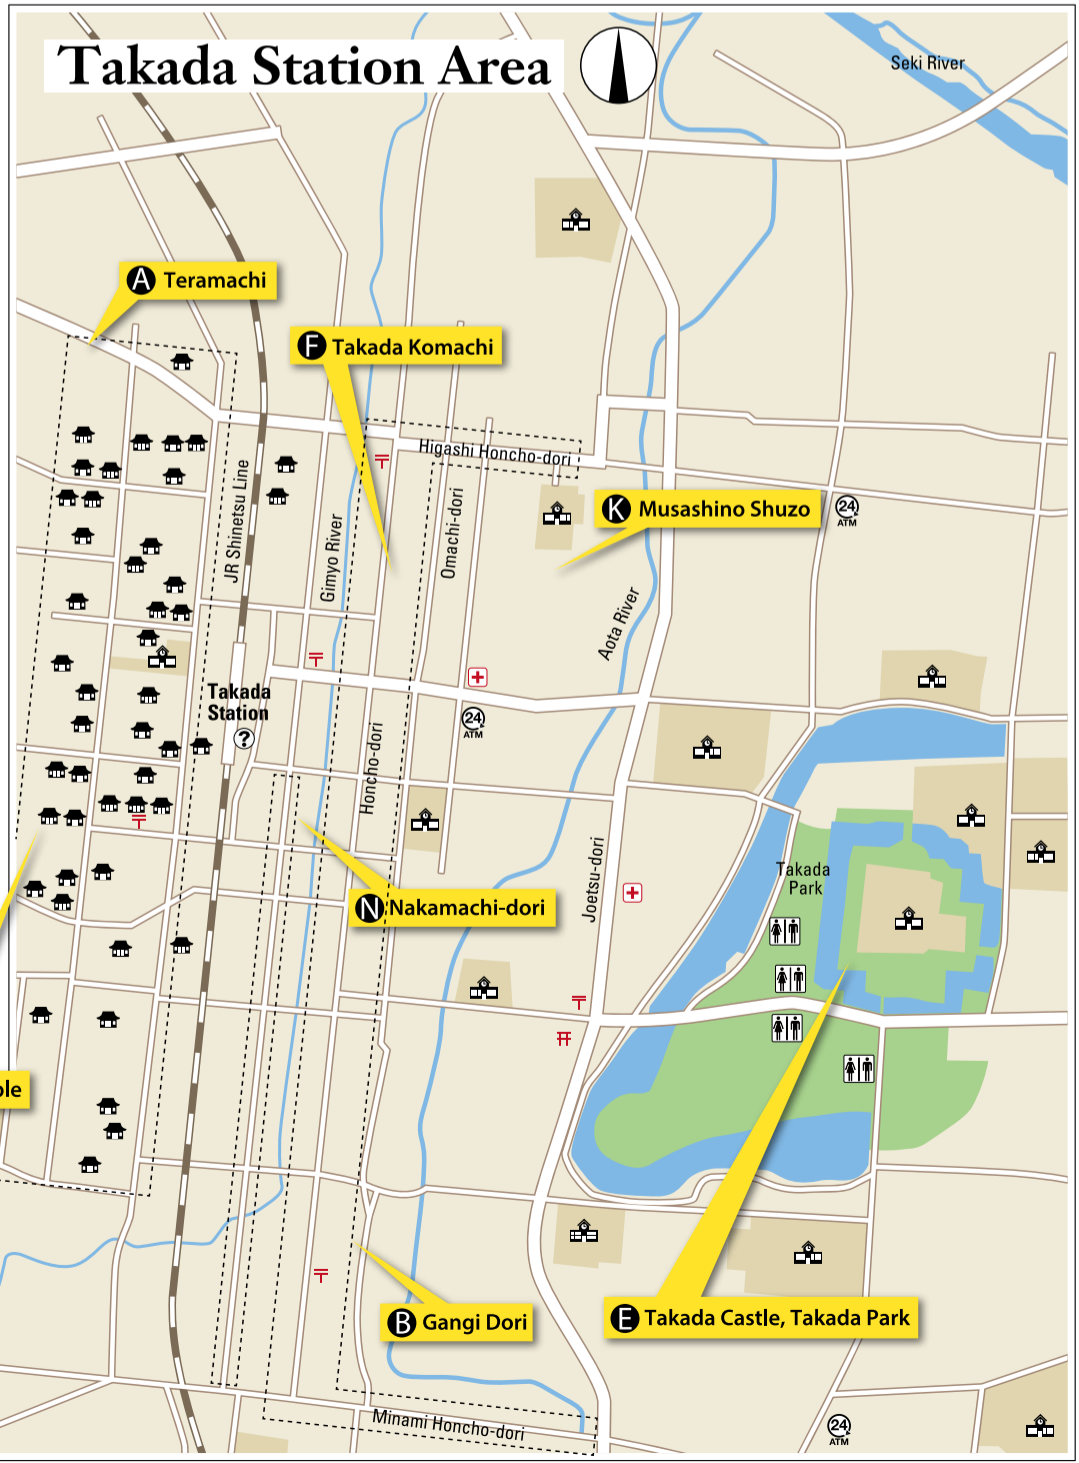 Takada Station Area
Seki River
A Teramachi
F Takada Komachi
Higashi Honcho-dori
JR Shinetsu Line
Gimyo River
Omachi-dori
K Musashino Shuzo
24
ATM
Aota River
Takada
Station
?
24
ATM
Honcho-dori
Takada
Park
Joetsu-dori
N Nakamachi-dori
ple
B Gangi Dori
E Takada Castle, Takada Park
Minami Honcho-dori
24
ATM